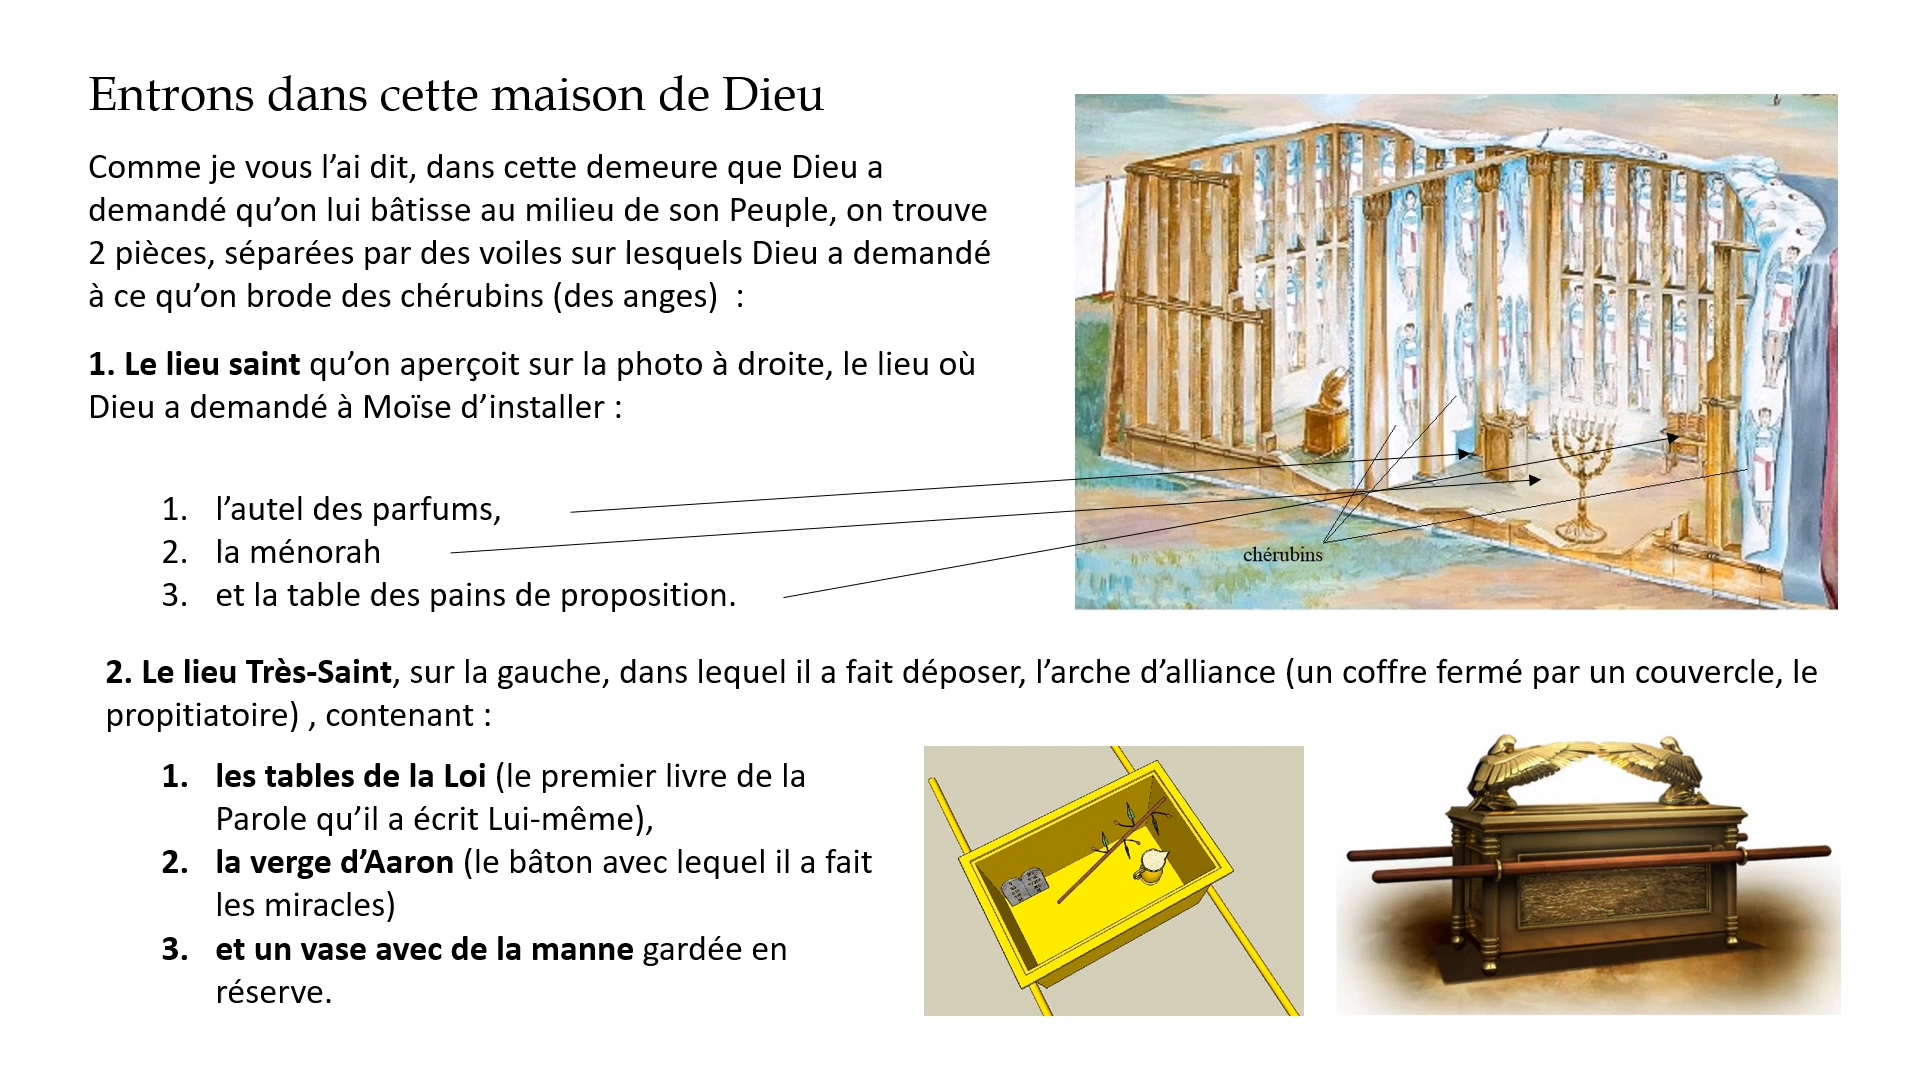 Entrons dans cette maison de Dieu
Comme je vous l’ai dit, dans cette demeure que Dieu a
demandé qu’on lui bâtisse au milieu de son Peuple, on trouve
2 pièces, séparées par des voiles sur lesquels Dieu a demandé
à ce qu’on brode des chérubins (des anges)  :
1. Le lieu saint qu’on aperçoit sur la photo à droite, le lieu où
Dieu a demandé à Moïse d’installer :
1. l’autel des parfums,
2. la ménorah
3. et la table des pains de proposition.
chérubins
2. Le lieu Très-Saint, sur la gauche, dans lequel il a fait déposer, l’arche d’alliance (un coffre fermé par un couvercle, le
propitiatoire) , contenant :
1. les tables de la Loi (le premier livre de la
Parole qu’il a écrit Lui-même),
2. la verge d’Aaron (le bâton avec lequel il a fait
les miracles)
3. et un vase avec de la manne gardée en
réserve.